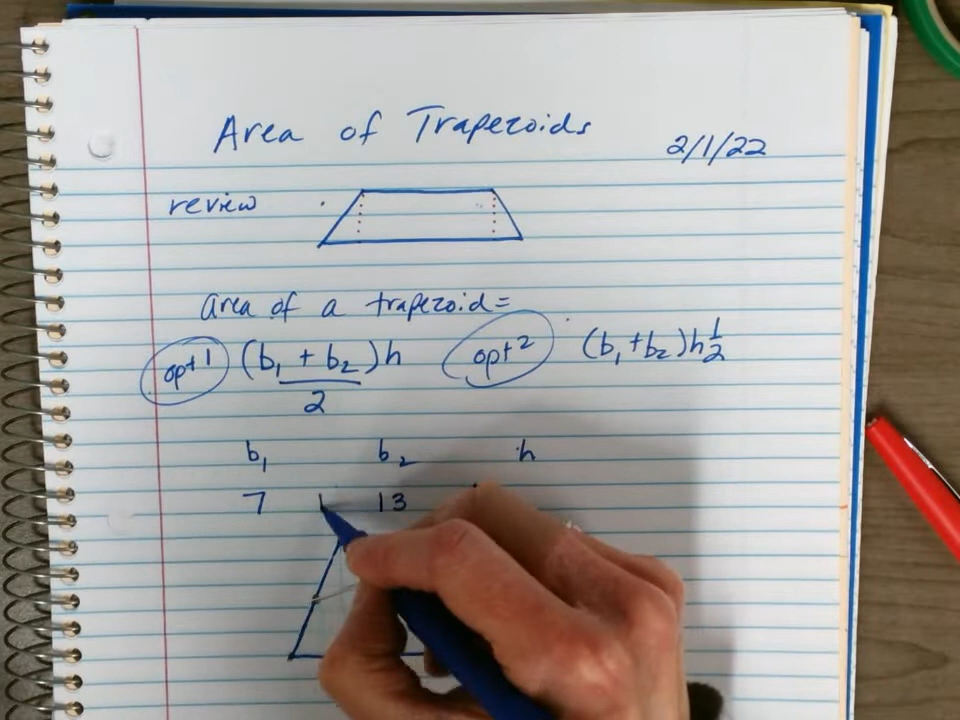 Area of Trapezoids
2/1/22
review
area of a trapezoid=
opt 1 (b₁ + b₂)h / 2 opt 2 (b₁+b₂)h ½
b₁ b₂ h
7 13